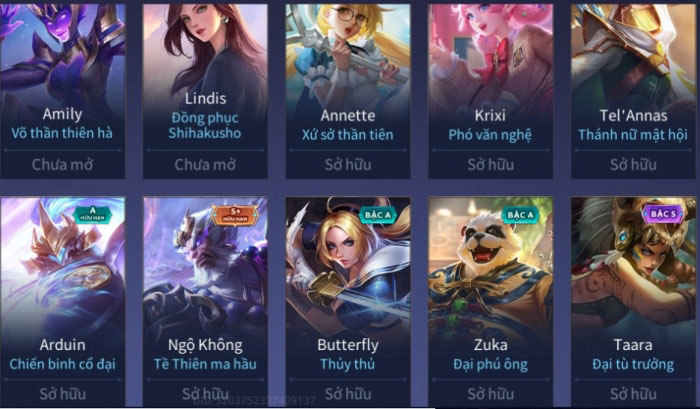 Amily
Võ thần thiên hà
Chưa mở
Lindis
Đồng phục
Shihakusho
Chưa mở
Annette
Xứ sở thần tiên
Sở hữu
Krixi
Phó văn nghệ
Sở hữu
Tel'Annas
Thánh nữ mật hội
Sở hữu
A
HỮU HẠN
Arduin
Chiến binh cổ đại
Sở hữu
S+
HỮU HẠN
Ngộ Không
Tề Thiên ma hầu
Sở hữu
BẬC A
Butterfly
Thủy thủ
Sở hữu
BẬC A
Zuka
Đại phú ông
Sở hữu
BẬC S
Taara
Đại tù trưởng
Sở hữu